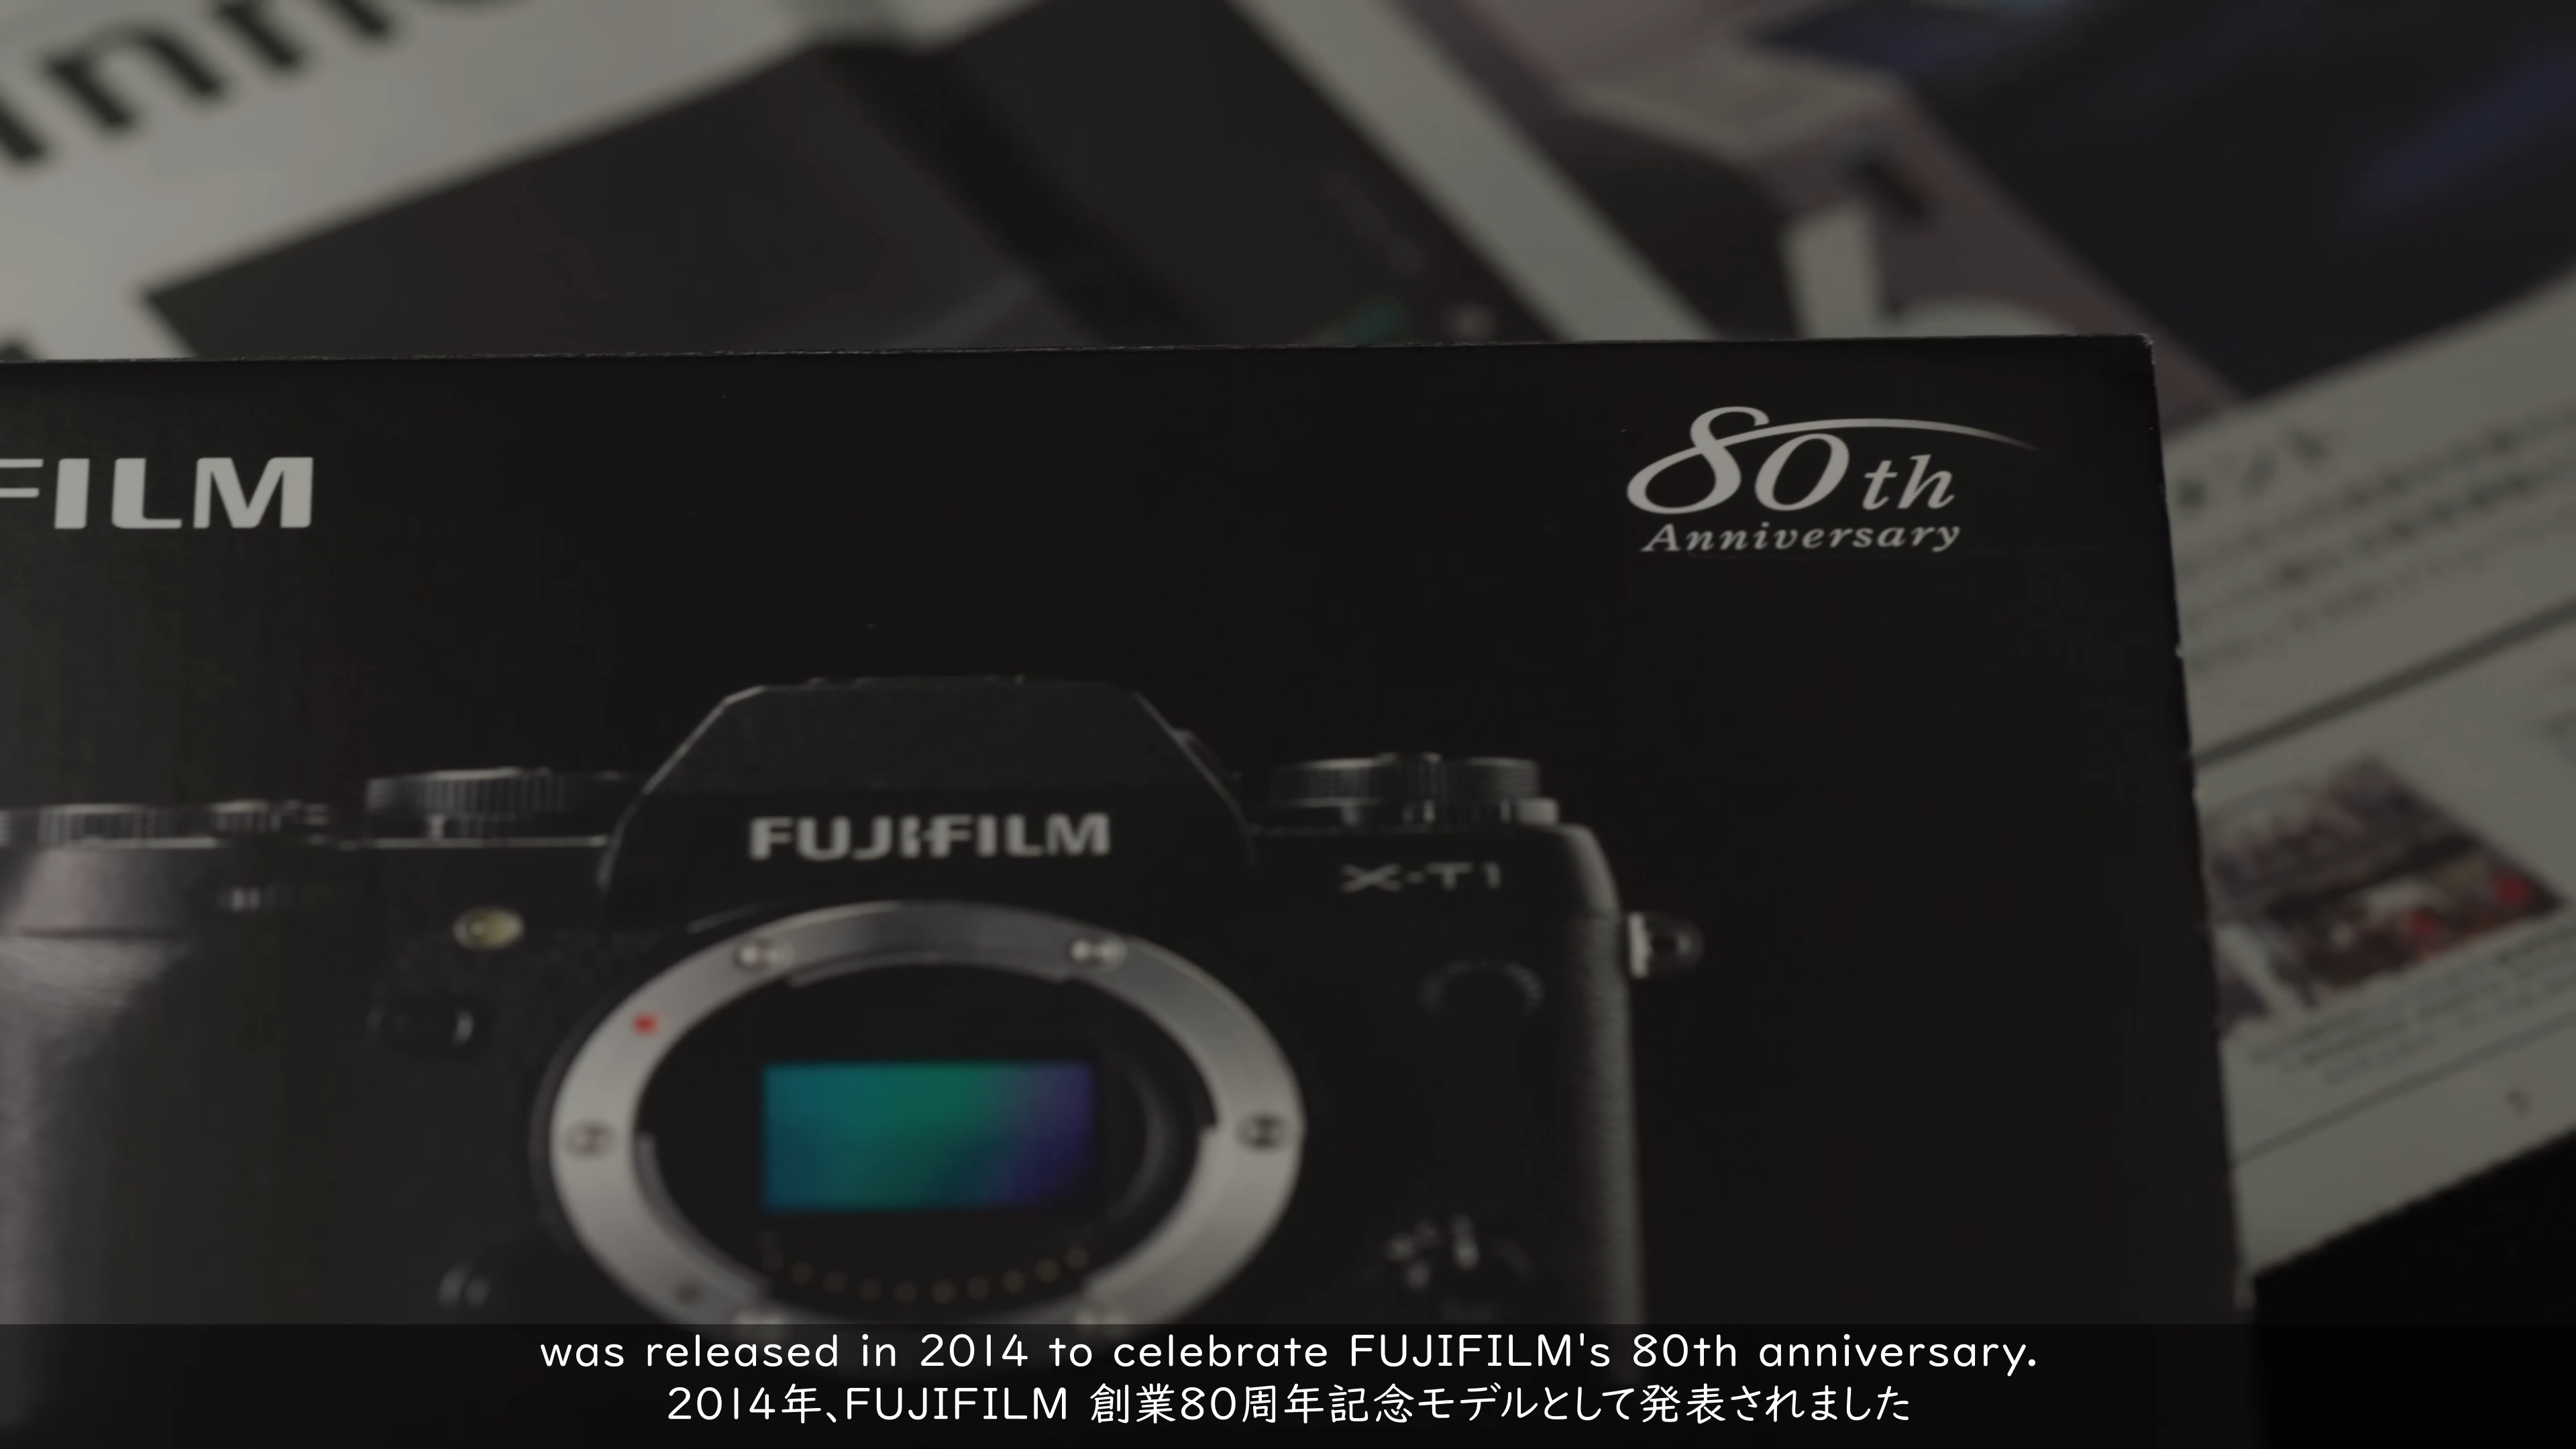 FILM
80th
Anniversary
FUJIFILM
X-T1
was released in 2014 to celebrate FUJIFILM's 80th anniversary.
2014年、FUJIFILM 創業80周年記念モデルとして発表されました